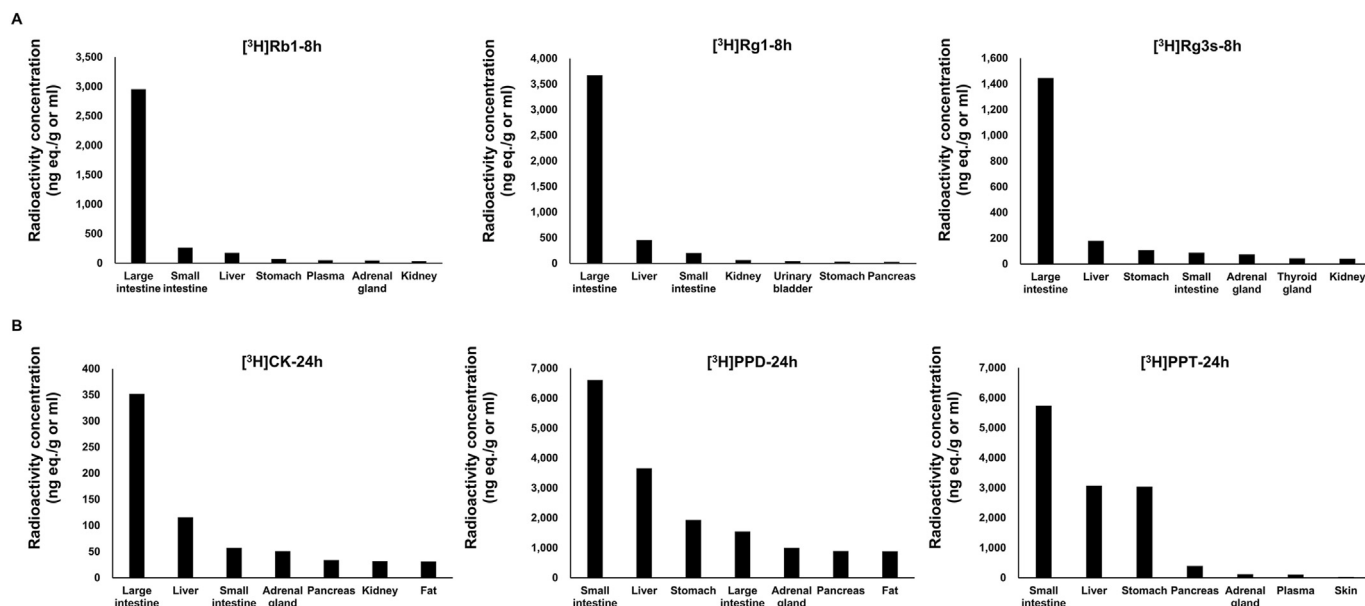 A
[³H]Rb1-8h
Radioactivity concentration
(ng eq./g or ml)
3,500
3,000
2,500
2,000
1,500
1,000
500
0
Large intestine
Small intestine
Liver
Stomach
Plasma
Adrenal gland
Kidney
[³H]Rg1-8h
Radioactivity concentration
(ng eq./g or ml)
4,000
3,500
3,000
2,500
2,000
1,500
1,000
500
0
Large intestine
Liver
Small intestine
Kidney
Urinary bladder
Stomach
Pancreas
[³H]Rg3s-8h
Radioactivity concentration
(ng eq./g or ml)
1,600
1,400
1,200
1,000
800
600
400
200
0
Large intestine
Liver
Stomach
Small intestine
Adrenal gland
Thyroid gland
Kidney
B
[³H]CK-24h
Radioactivity concentration
(ng eq./g or ml)
400
350
300
250
200
150
100
50
0
Large intestine
Liver
Small intestine
Adrenal gland
Pancreas
Kidney
Fat
[³H]PPD-24h
Radioactivity concentration
(ng eq./g or ml)
7,000
6,000
5,000
4,000
3,000
2,000
1,000
0
Small intestine
Liver
Stomach
Large intestine
Adrenal gland
Pancreas
Fat
[³H]PPT-24h
Radioactivity concentration
(ng eq./g or ml)
7,000
6,000
5,000
4,000
3,000
2,000
1,000
0
Small intestine
Liver
Stomach
Pancreas
Adrenal gland
Plasma
Skin